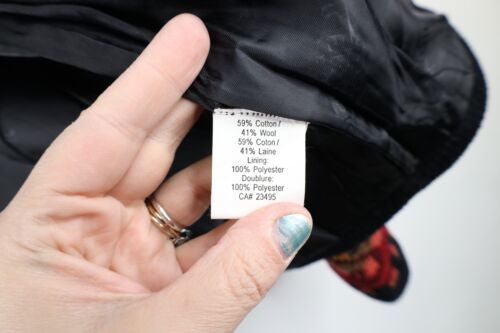 59% Cotton /
41% Wool
59% Coton /
41% Laine
Lining:
100% Polyester
Doublure:
100% Polyester
CA# 23495